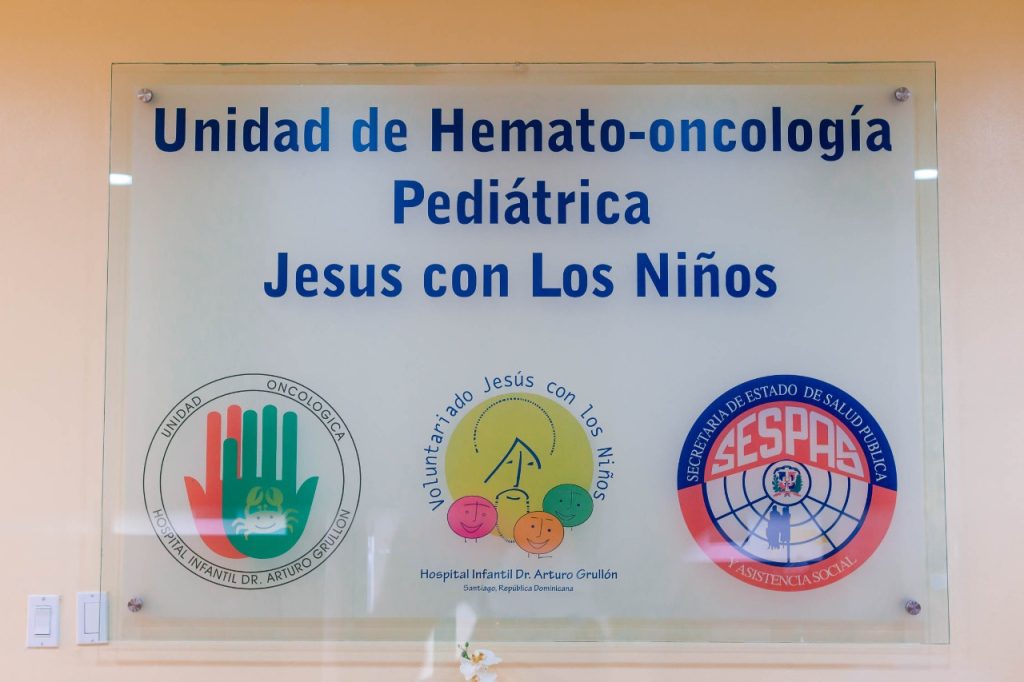 Unidad de Hemato-oncología
Pediátrica
Jesus con Los Niños
UNIDAD ONCOLOGICA
HOSPITAL INFANTIL DR. ARTURO GRULLON
Voluntariado Jesús con los Niños
Hospital Infantil Dr. Arturo Grullón
Santiago, República Dominicana
SECRETARIA DE ESTADO DE SALUD PUBLICA
SESPAS
Y ASISTENCIA SOCIAL